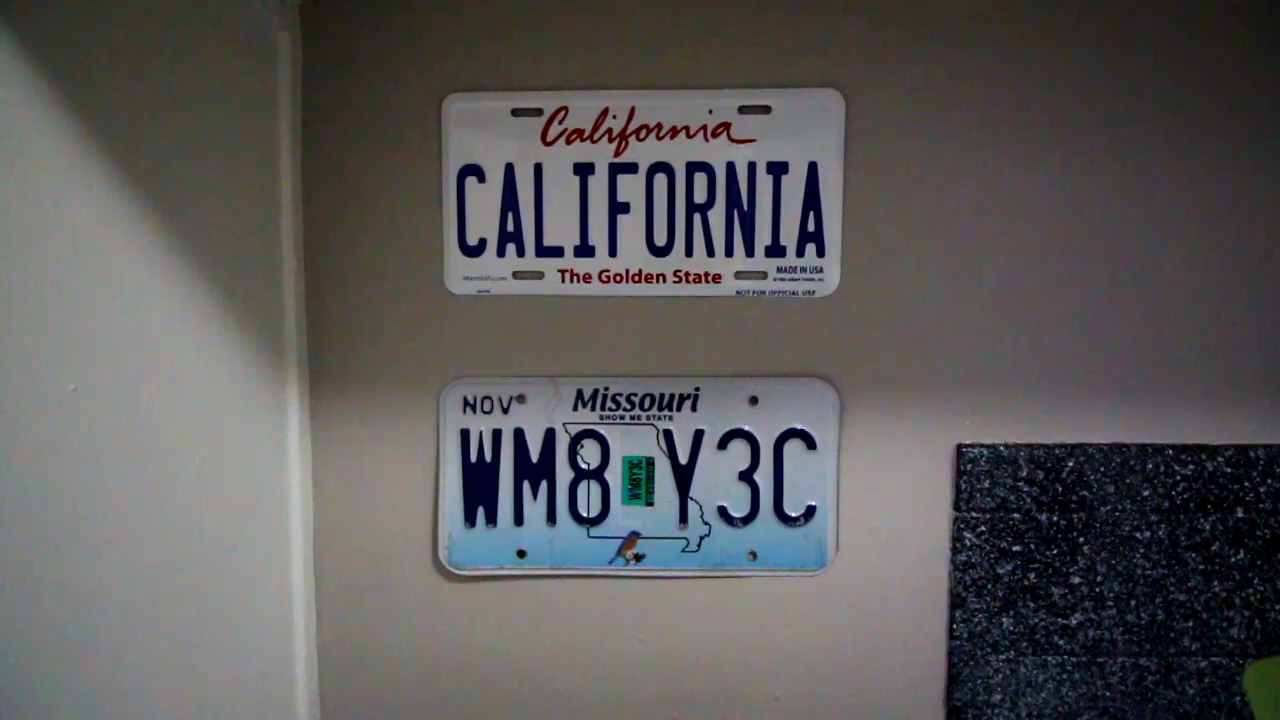 California
CALIFORNIA
The Golden State
MADE IN USA
NOT FOR OFFICIAL USE
NOV
Missouri
SHOW ME STATE
WM8 Y3C
WM8Y3C